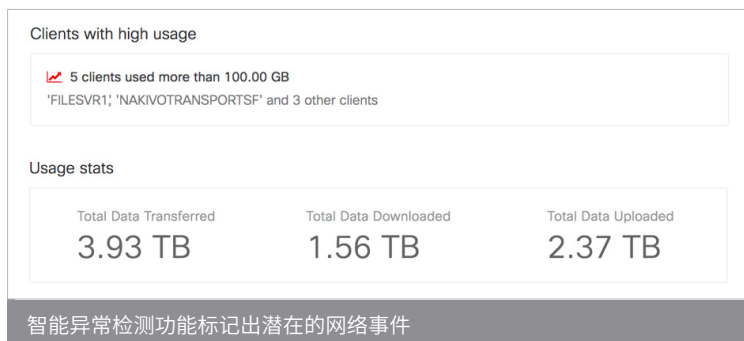 Clients with high usage
5 clients used more than 100.00 GB
'FILESVR1', 'NAKIVOTRANSPORTSF' and 3 other clients
Usage stats
Total Data Transferred Total Data Downloaded Total Data Uploaded
3.93 TB 1.56 TB 2.37 TB
智能异常检测功能标记出潜在的网络事件